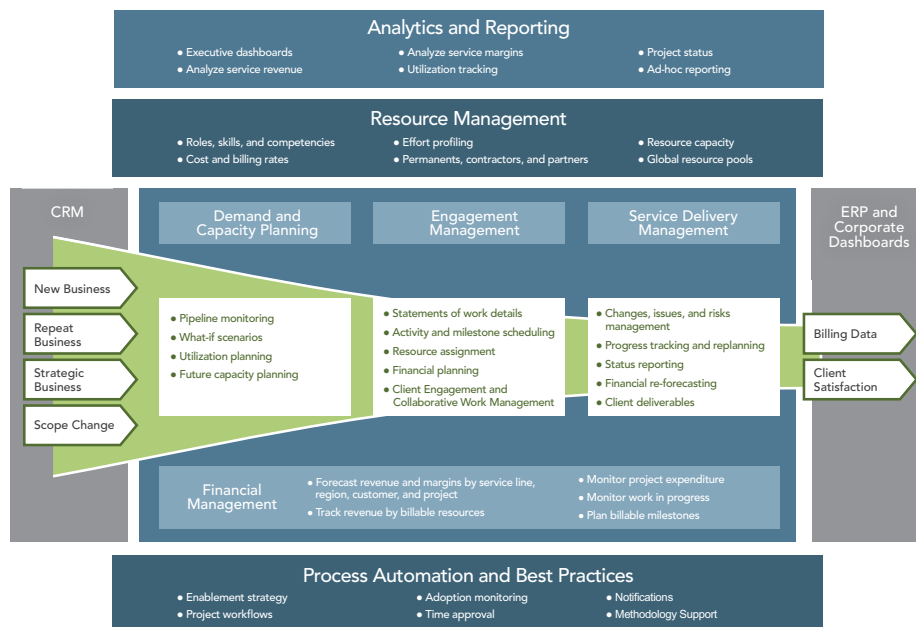 Analytics and Reporting
• Executive dashboards
• Analyze service revenue
• Analyze service margins
• Utilization tracking
• Project status
• Ad-hoc reporting
Resource Management
• Roles, skills, and competencies
• Cost and billing rates
• Effort profiling
• Permanents, contractors, and partners
• Resource capacity
• Global resource pools
CRM
New Business
Repeat
Business
Strategic
Business
Scope Change
Demand and
Capacity Planning
• Pipeline monitoring
• What-if scenarios
• Utilization planning
• Future capacity planning
Engagement
Management
• Statements of work details
• Activity and milestone scheduling
• Resource assignment
• Financial planning
• Client Engagement and
Collaborative Work Management
Service Delivery
Management
• Changes, issues, and risks
management
• Progress tracking and replanning
• Status reporting
• Financial re-forecasting
• Client deliverables
ERP and
Corporate
Dashboards
Billing Data
Client
Satisfaction
Financial
Management
• Forecast revenue and margins by service line,
region, customer, and project
• Track revenue by billable resources
• Monitor project expenditure
• Monitor work in progress
• Plan billable milestones
Process Automation and Best Practices
• Enablement strategy
• Project workflows
• Adoption monitoring
• Time approval
• Notifications
• Methodology Support